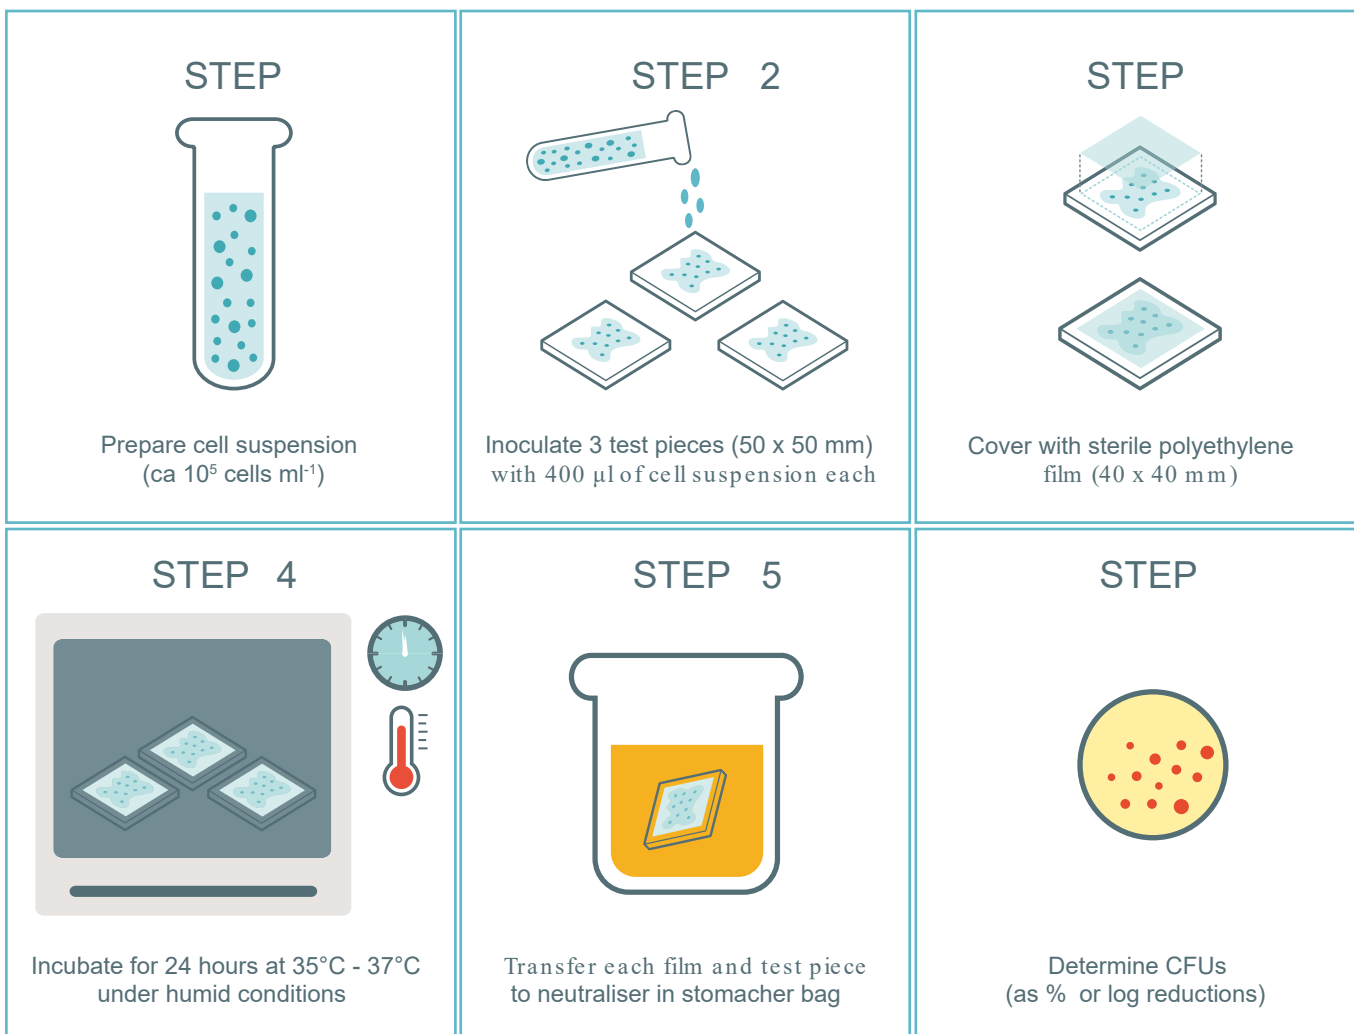 STEP
Prepare cell suspension
(ca 10⁵ cells ml⁻¹)
STEP 2
Inoculate 3 test pieces (50 x 50 mm)
with 400 µl of cell suspension each
STEP
Cover with sterile polyethylene
film (40 x 40 mm)
STEP 4
Incubate for 24 hours at 35°C - 37°C
under humid conditions
STEP 5
Transfer each film and test piece
to neutraliser in stomacher bag
STEP
Determine CFUs
(as % or log reductions)